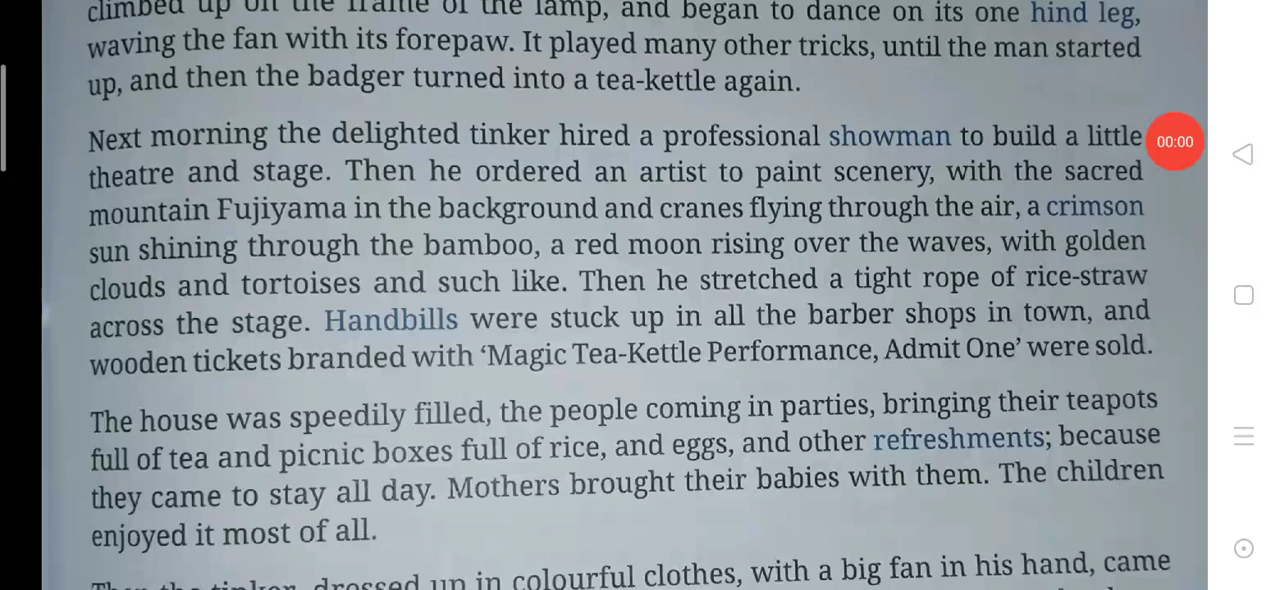 climbed up on the frame of the lamp, and began to dance on its one hind leg,
waving the fan with its forepaw. It played many other tricks, until the man started
up, and then the badger turned into a tea-kettle again.
Next morning the delighted tinker hired a professional showman to build a little
theatre and stage. Then he ordered an artist to paint scenery, with the sacred
mountain Fujiyama in the background and cranes flying through the air, a crimson
sun shining through the bamboo, a red moon rising over the waves, with golden
clouds and tortoises and such like. Then he stretched a tight rope of rice-straw
across the stage. Handbills were stuck up in all the barber shops in town, and
wooden tickets branded with ‘Magic Tea-Kettle Performance, Admit One’ were sold.
The house was speedily filled, the people coming in parties, bringing their teapots
full of tea and picnic boxes full of rice, and eggs, and other refreshments; because
they came to stay all day. Mothers brought their babies with them. The children
enjoyed it most of all.
Then the tinker, dressed up in colourful clothes, with a big fan in his hand, came
00:00